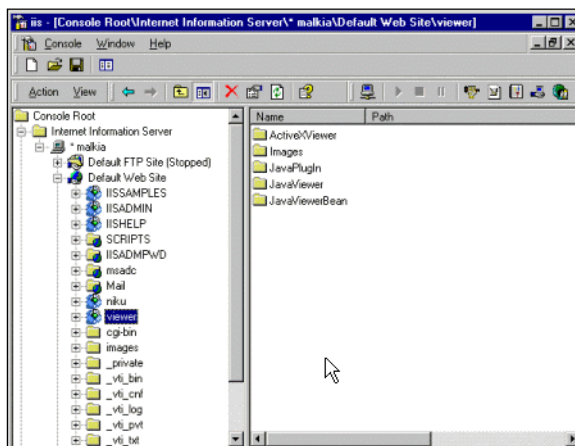 iis - [Console Root\Internet Information Server\* malkia\Default Web Site\viewer]
Console Window Help
Action View
Console Root
Internet Information Server
* malkia
Default FTP Site (Stopped)
Default Web Site
IISSAMPLES
IISADMIN
IISHELP
SCRIPTS
IISADMPWD
msadc
Mail
niku
viewer
cgi-bin
images
_private
_vti_bin
_vti_cnf
_vti_log
_vti_pvt
_vti_txt
Name Path
ActiveXViewer
Images
JavaPlugIn
JavaViewer
JavaViewerBean